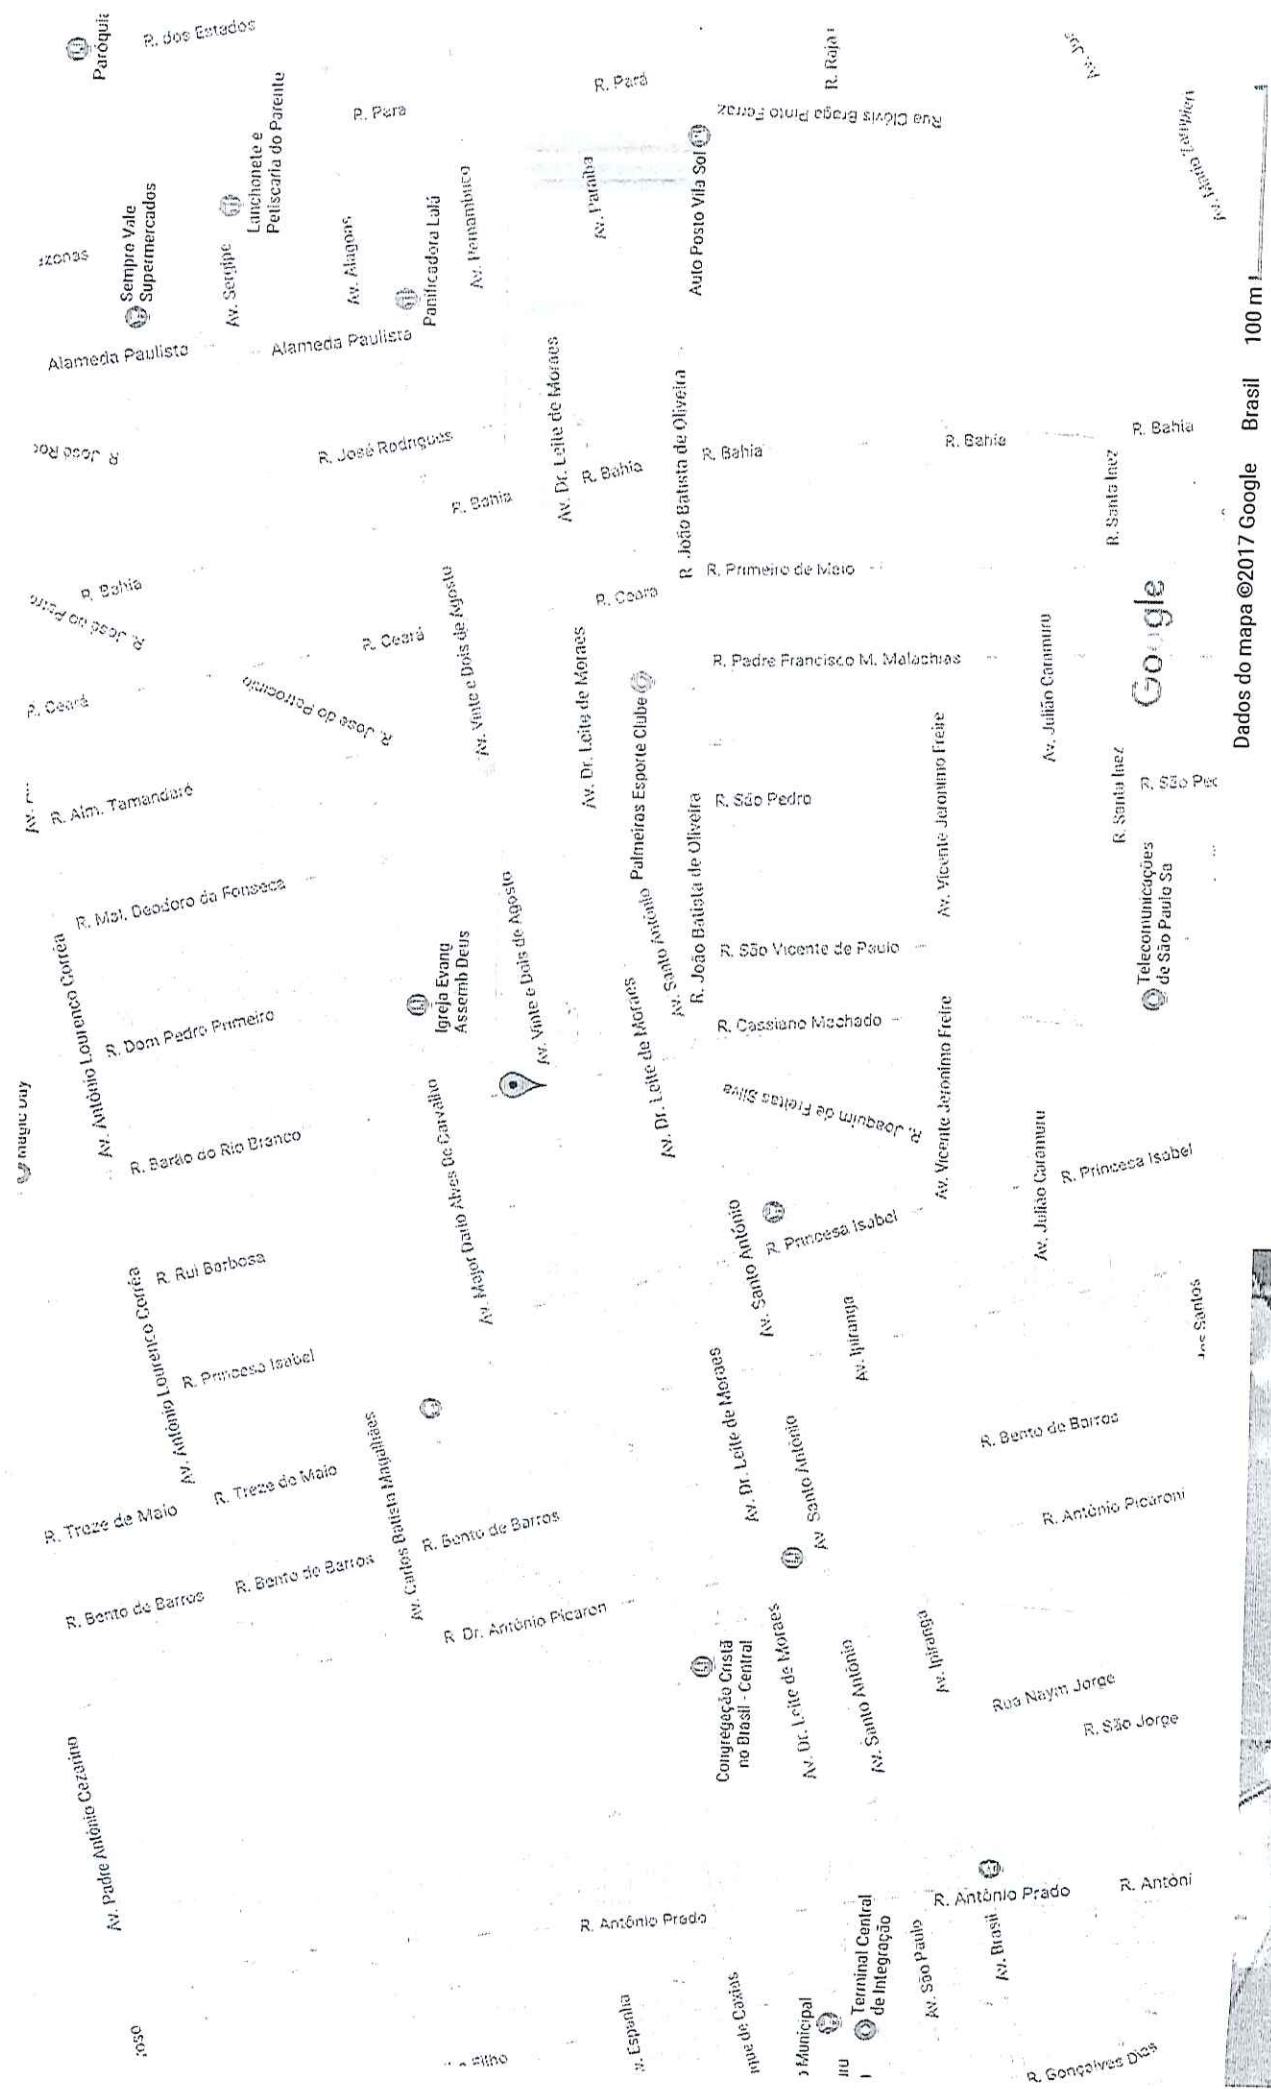 Paróquia
R. dos Estados
Lanchonete e
Petiscaria do Parente
R. Para
R. Pará
R. Raja
Rua Clóvis Braga Pinto Ferraz
Av. Mario Zambieri
Sempre Vale
Supermercados
Av. Sergipe
Av. Alagoas
Panificadora Lalá
Av. Pernambuco
Av. Paraíba
Auto Posto Vila Sol
Alameda Paulista
Alameda Paulista
R. José Rodrigues
R. Bahia
Av. Dr. Leite de Moraes
R. Bahia
R. João Batista de Oliveira
R. Bahia
R. Bahia
R. Bahia
R. Santa Inez
R. Bahia
R. Ceará
R. Ceará
R. Ceará
R. José do Patrocinio
Av. Vinte e Dois de Agosto
R. Primeiro de Maio
R. Padre Francisco M. Malachias
Av. Julião Caramuru
Google
R. Alm. Tamandaré
Av. Dr. Leite de Moraes
Palmeiras Esporte Clube
R. João Batista de Oliveira
R. São Pedro
Av. Vicente Jeronimo Freire
R. Santa Inez
R. São Ped
R. Mal. Deodoro da Fonseca
Av. Antônio Lourenco Corrêa
Igreja Evang
Assemb Deus
Av. Vinte e Dois de Agosto
Av. Santo Antônio
R. São Vicente de Paulo
Telecomunicações
de São Paulo Sa
R. Dom Pedro Primeiro
Av. Dr. Leite de Moraes
R. Cassiano Machado
R. Joaquim de Freitas Silva
Av. Vicente Jeronimo Freire
R. Barão do Rio Branco
Av. Major Dario Alves De Carvalho
Av. Julião Caramuru
R. Princesa Isabel
Av. Santo Antônio
R. Princesa Isabel
R. Rui Barbosa
Av. Antônio Lourenco Corrêa
R. Princesa Isabel
Av. Ipiranga
dos Santos
Av. Dr. Leite de Moraes
Av. Santo Antônio
R. Bento de Barros
R. Antônio Picaroni
R. Treze de Maio
R. Treze de Maio
Av. Carlos Batista Magalhães
R. Bento de Barros
R. Bento de Barros
R. Bento de Barros
R. Dr. Antônio Picaron
Congregação Cristã
no Brasil - Central
Av. Dr. Leite de Moraes
Av. Santo Antônio
Av. Ipiranga
Rua Naym Jorge
R. São Jorge
Av. Padre Antônio Cezarino
R. Antônio Prado
R. Antônio Prado
R. Antôni
Terminal Central
de Integração
Av. São Paulo
Av. Brasil
R. Gonçalves Dias
Filho
Espanha
que de Caxias
Municipal
Dados do mapa ©2017 Google Brasil 100 m